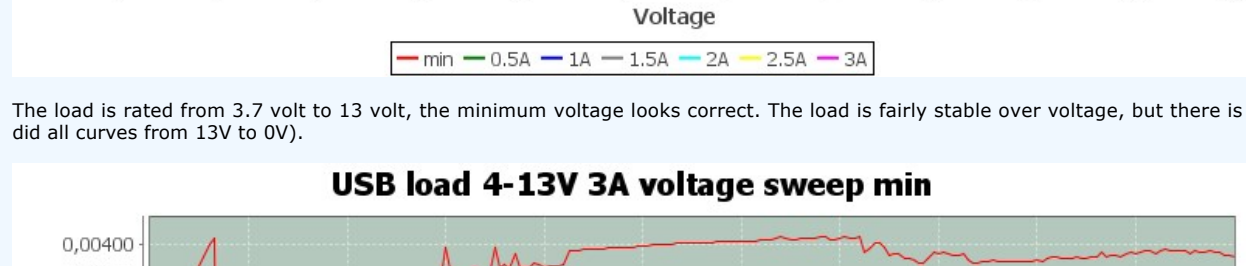 Voltage
min 0.5A 1A 1.5A 2A 2.5A 3A
The load is rated from 3.7 volt to 13 volt, the minimum voltage looks correct. The load is fairly stable over voltage, but there is
did all curves from 13V to 0V).
USB load 4-13V 3A voltage sweep min
0,00400